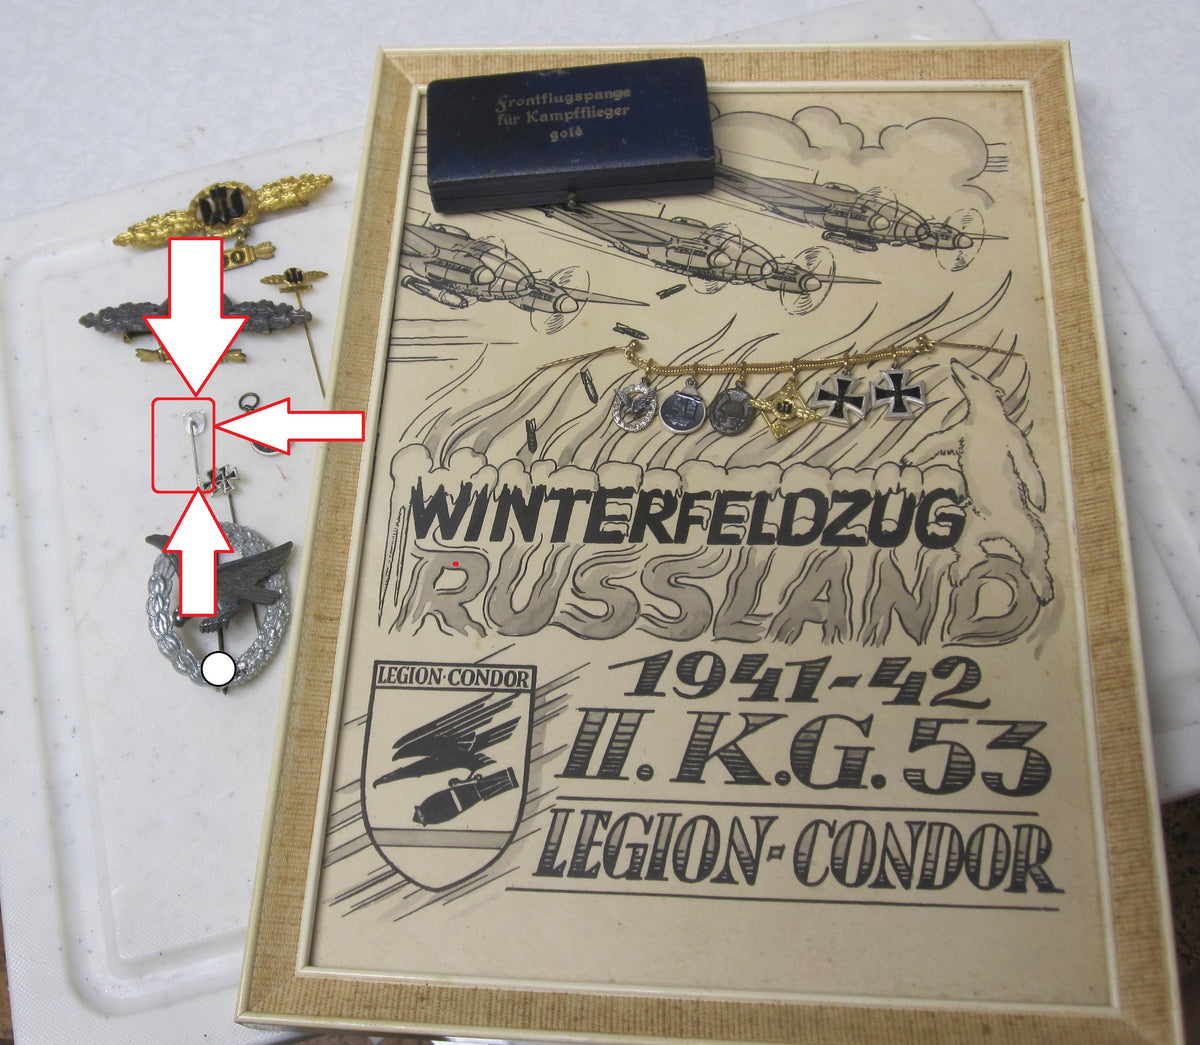 Frontflugspange
für Kampfflieger
gold
WINTERFELDZUG
RUSSLAND
1941-42
II. K.G. 53
LEGION-CONDOR
LEGION·CONDOR